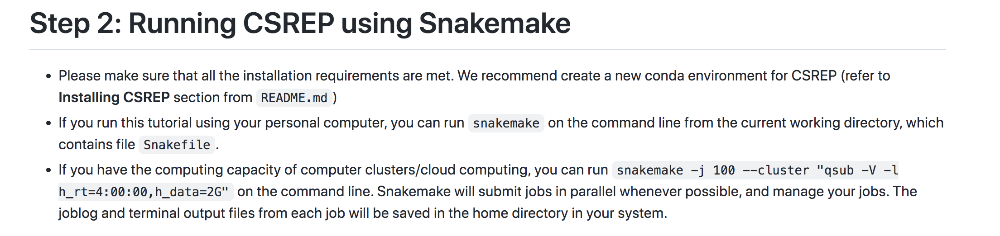 Step 2: Running CSREP using Snakemake
• Please make sure that all the installation requirements are met. We recommend create a new conda environment for CSREP (refer to
Installing CSREP section from README.md)
• If you run this tutorial using your personal computer, you can run snakemake on the command line from the current working directory, which
contains file Snakefile.
• If you have the computing capacity of computer clusters/cloud computing, you can run snakemake -j 100 --cluster "qsub -V -l
h_rt=4:00:00,h_data=2G" on the command line. Snakemake will submit jobs in parallel whenever possible, and manage your jobs. The
joblog and terminal output files from each job will be saved in the home directory in your system.